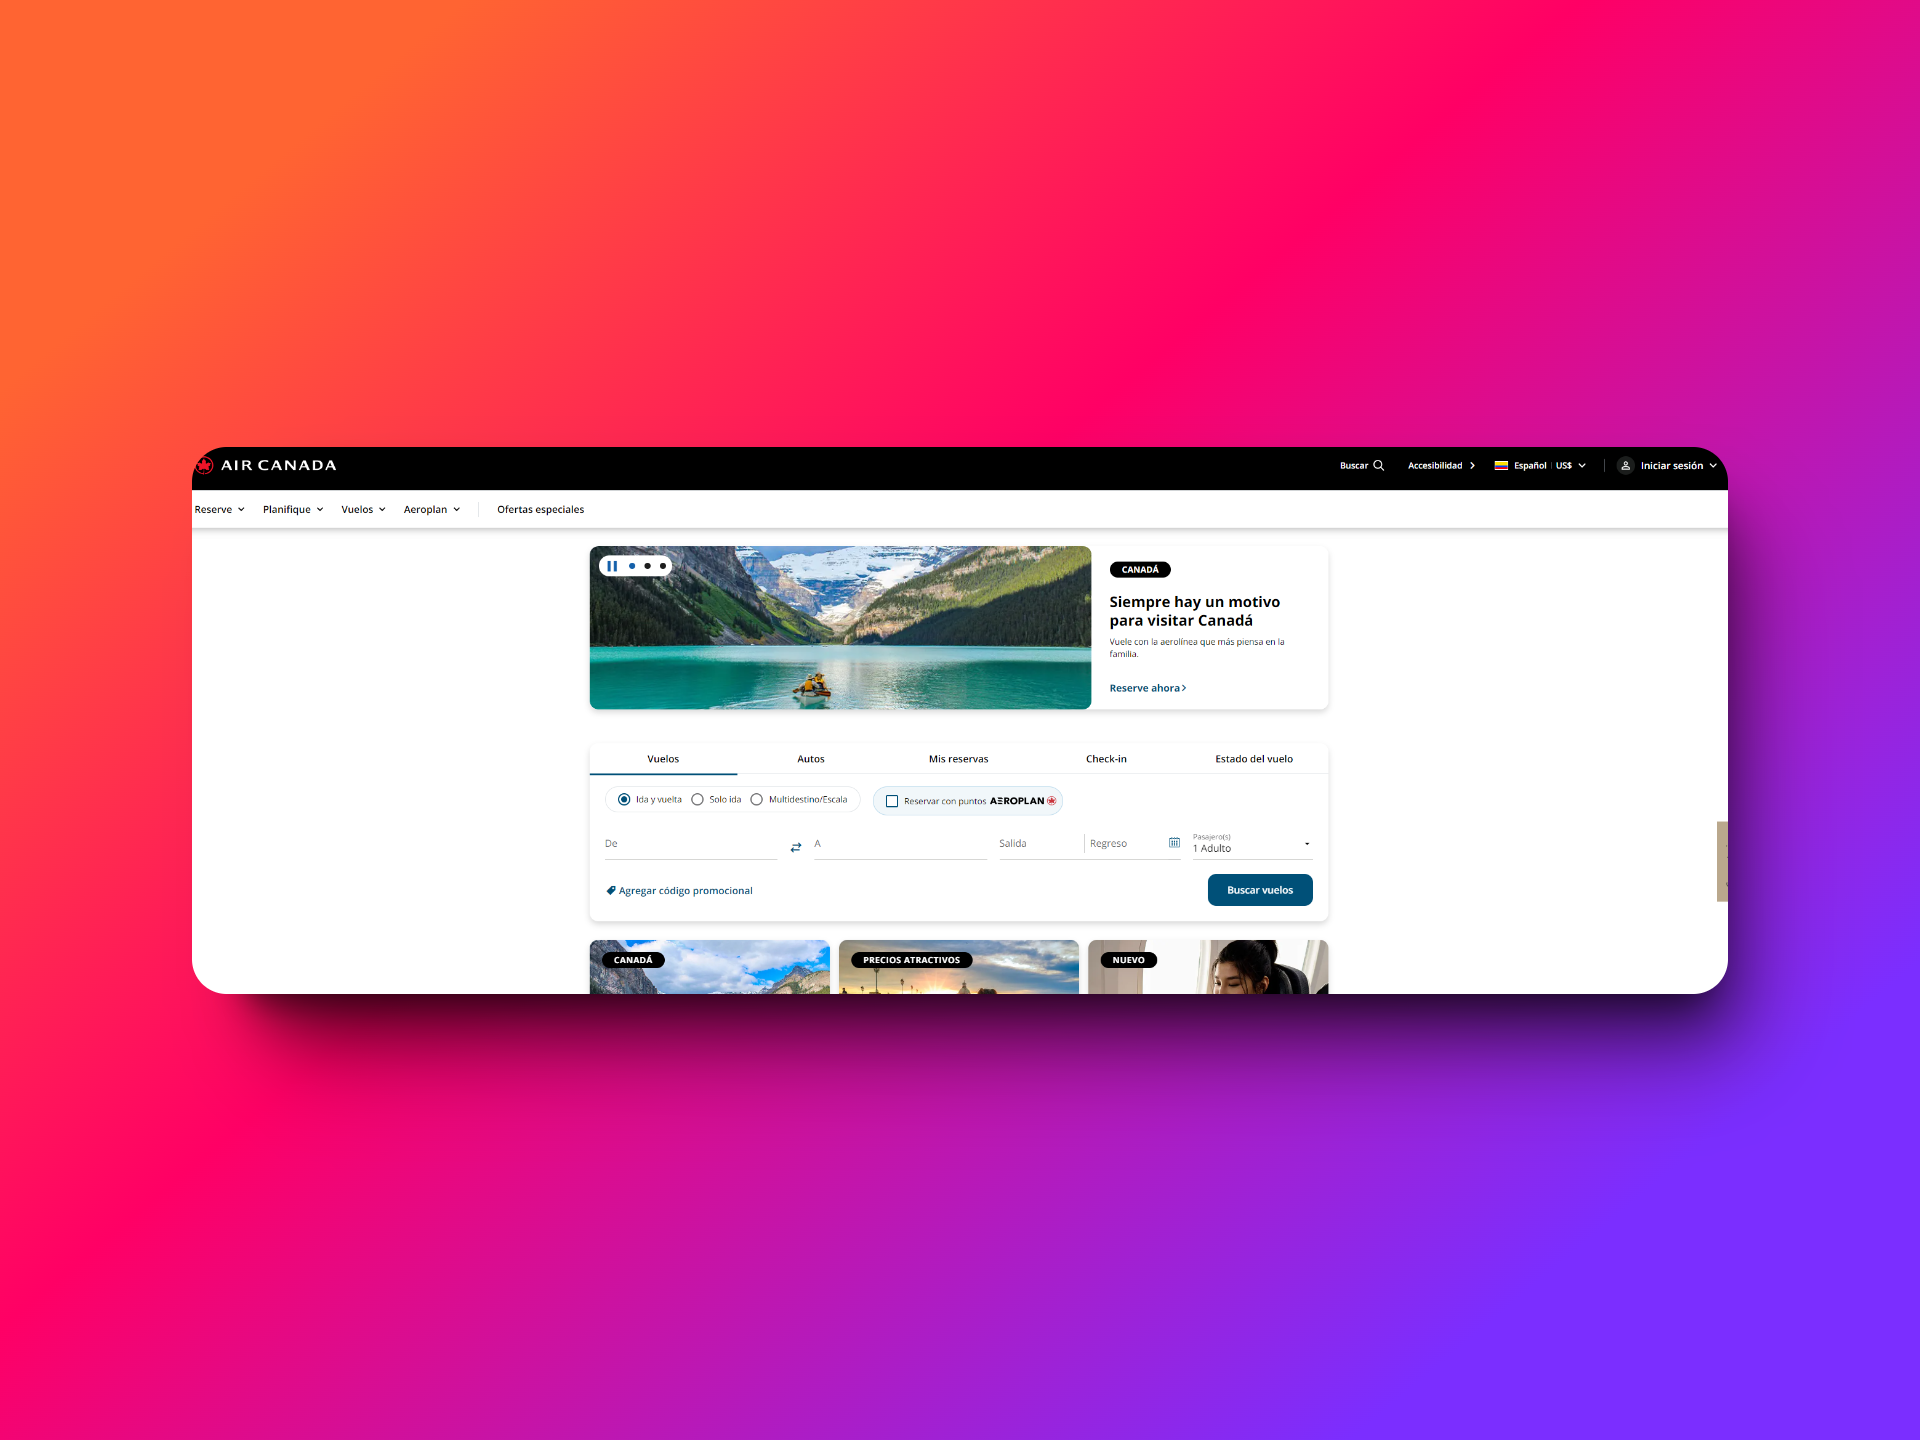 AIR CANADA
Buscar
Accesibilidad
Español | US$
Iniciar sesión
Reserve
Planifique
Vuelos
Aeroplan
Ofertas especiales
CANADÁ
Siempre hay un motivo
para visitar Canadá
Vuele con la aerolínea que más piensa en la
familia.
Reserve ahora
Vuelos
Autos
Mis reservas
Check-in
Estado del vuelo
Ida y vuelta
Solo ida
Multidestino/Escala
Reservar con puntos AEROPLAN
De
A
Salida
Regreso
Pasajero(s)
1 Adulto
Agregar código promocional
Buscar vuelos
CANADÁ
PRECIOS ATRACTIVOS
NUEVO